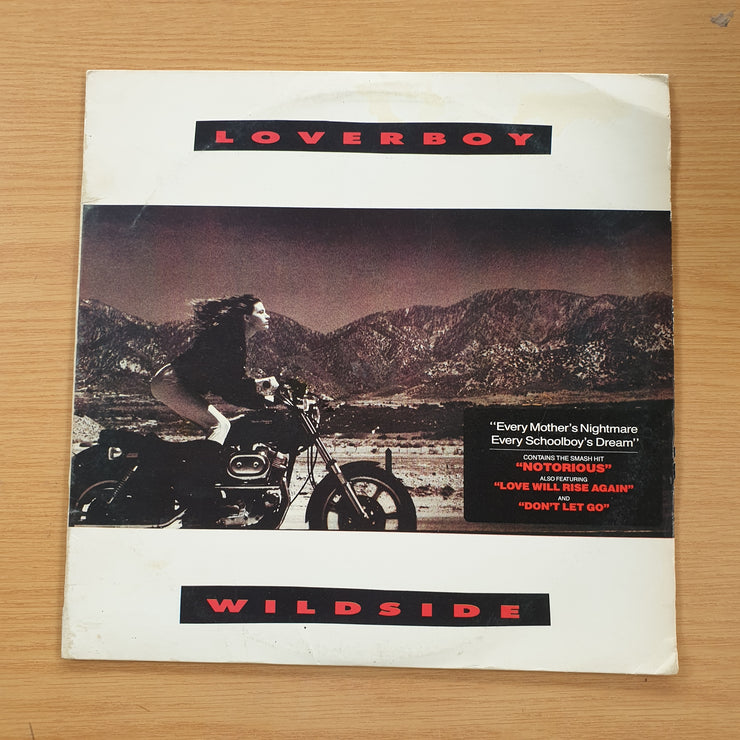 LOVERBOY
"Every Mother's Nightmare
Every Schoolboy's Dream"
CONTAINS THE SMASH HIT
"NOTORIOUS"
ALSO FEATURING
"LOVE WILL RISE AGAIN"
AND
"DON'T LET GO"
WILDSIDE